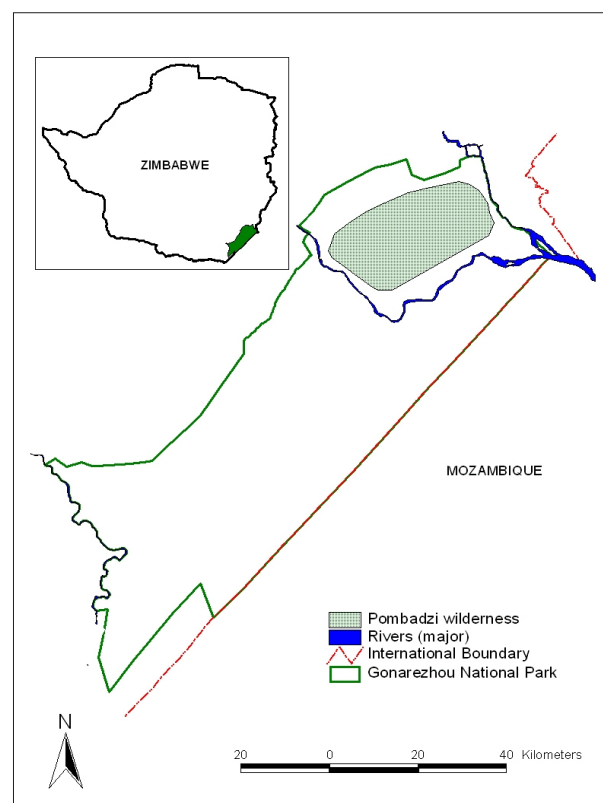 ZIMBABWE
MOZAMBIQUE
Pombadzi wilderness
Rivers (major)
International Boundary
Gonarezhou National Park
N
20 0 20 40 Kilometers